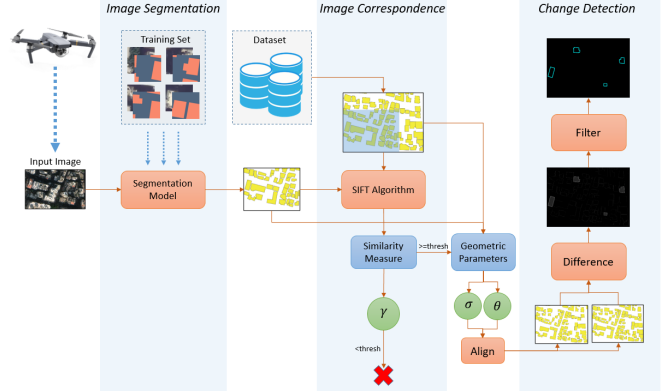 Image Segmentation
Image Correspondence
Change Detection
Training Set
Dataset
Input Image
Segmentation
Model
SIFT Algorithm
Similarity
Measure
>=thresh
Geometric
Parameters
γ
<thresh
σ
θ
Align
Filter
Difference